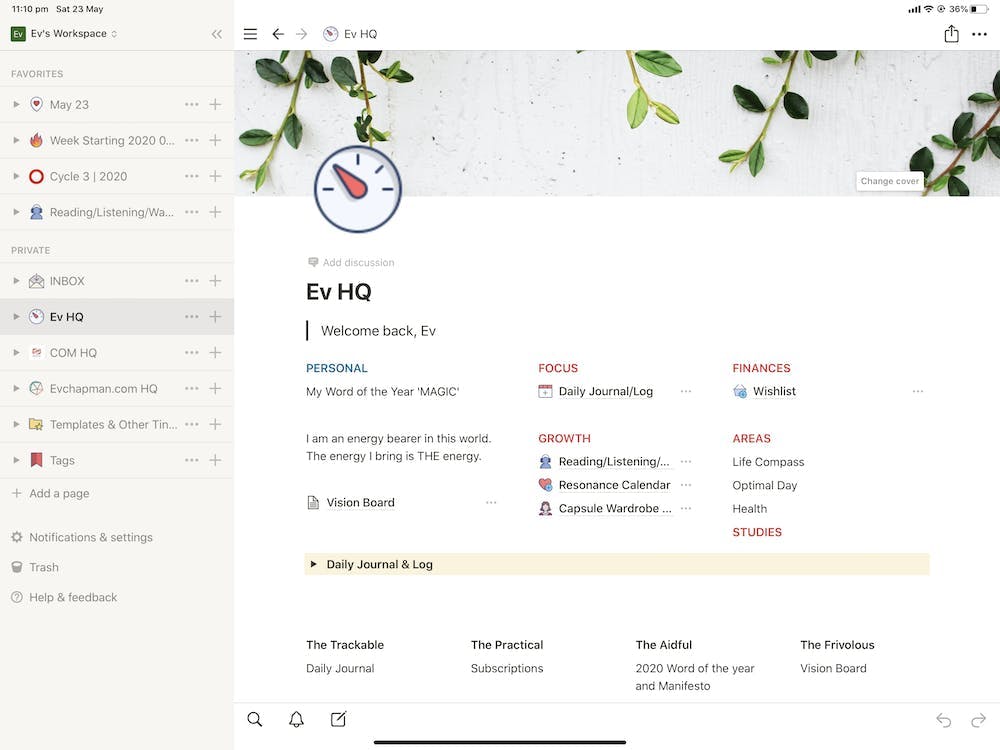 11:10 pm Sat 23 May
36%
Ev Ev's Workspace
Ev HQ
FAVORITES
May 23
Week Starting 2020 0...
Cycle 3 | 2020
Reading/Listening/Wa...
PRIVATE
INBOX
Ev HQ
COM HQ
Evchapman.com HQ
Templates & Other Tin...
Tags
Add a page
Notifications & settings
Trash
Help & feedback
Change cover
Add discussion
Ev HQ
Welcome back, Ev
PERSONAL
My Word of the Year 'MAGIC'
I am an energy bearer in this world.
The energy I bring is THE energy.
Vision Board
FOCUS
Daily Journal/Log
GROWTH
Reading/Listening/...
Resonance Calendar
Capsule Wardrobe ...
FINANCES
Wishlist
AREAS
Life Compass
Optimal Day
Health
STUDIES
Daily Journal & Log
The Trackable
Daily Journal
The Practical
Subscriptions
The Aidful
2020 Word of the year
and Manifesto
The Frivolous
Vision Board